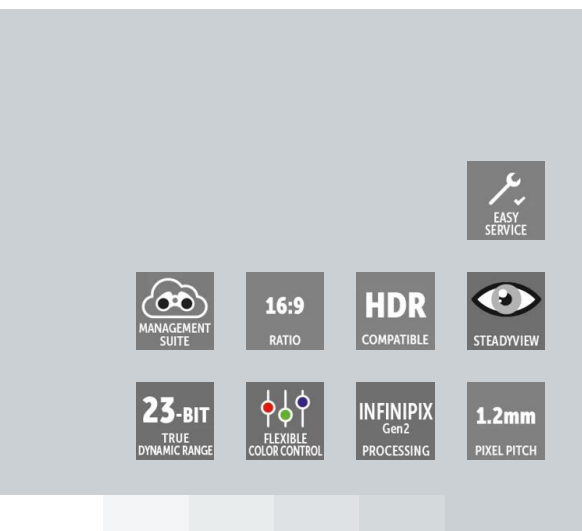 EASY
SERVICE
MANAGEMENT
SUITE
16:9
RATIO
HDR
COMPATIBLE
STEADYVIEW
23-BIT
TRUE
DYNAMIC RANGE
FLEXIBLE
COLOR CONTROL
INFINIPIX
Gen2
PROCESSING
1.2mm
PIXEL PITCH